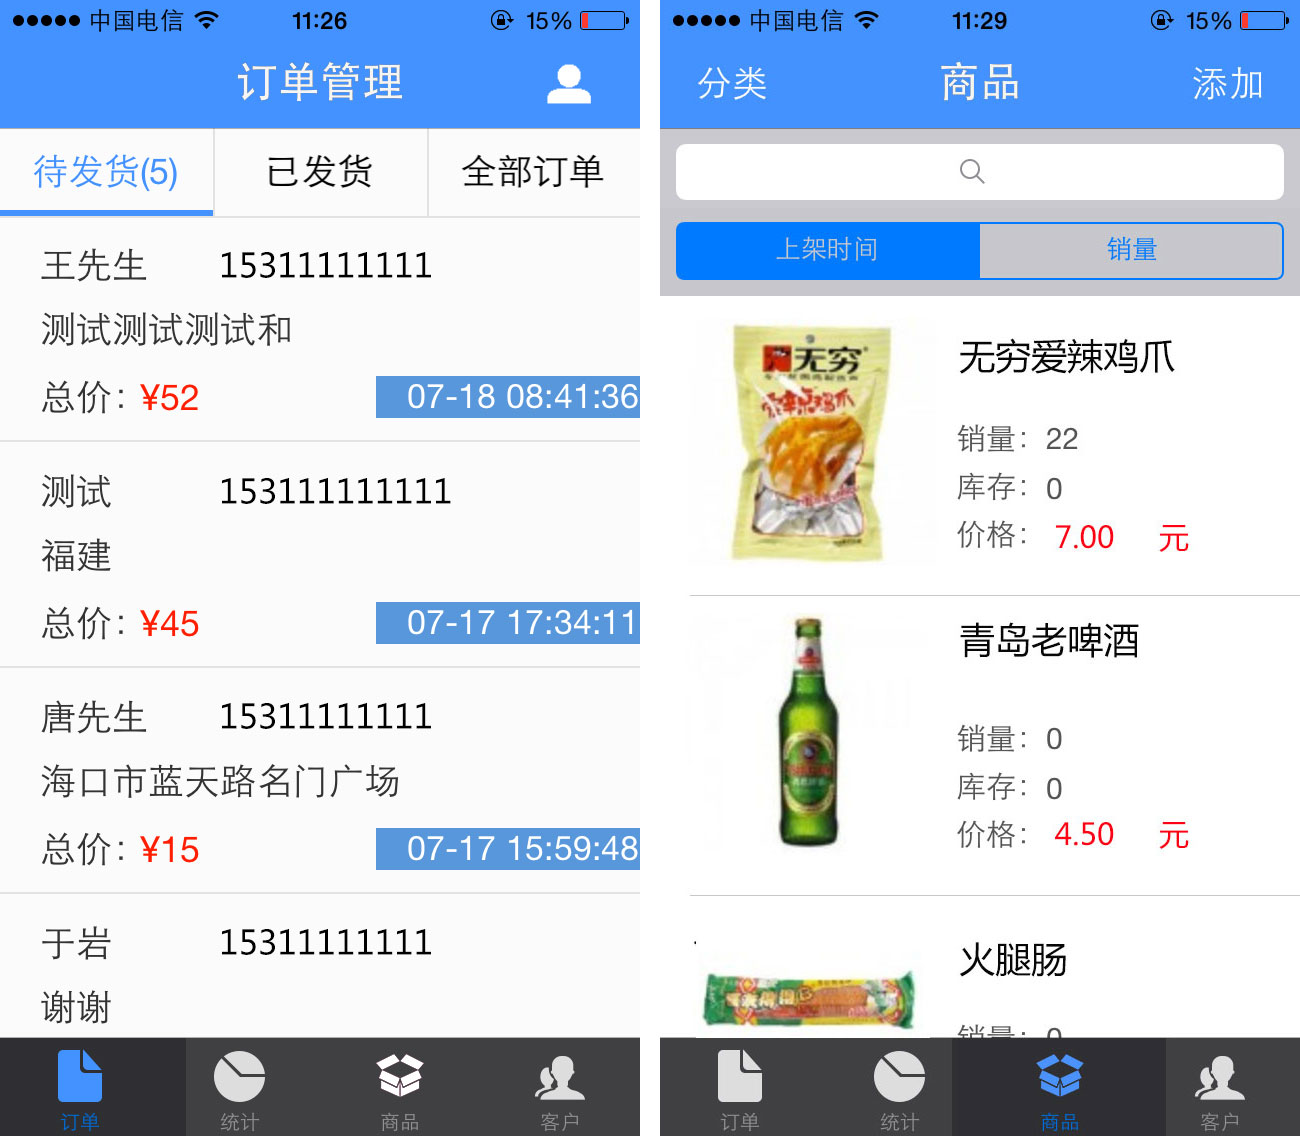 中国电信 11:26 15%
订单管理
待发货(5) 已发货 全部订单
王先生 15311111111
测试测试测试和
总价: ¥52 07-18 08:41:36
测试 153111111111
福建
总价: ¥45 07-17 17:34:11
唐先生 15311111111
海口市蓝天路名门广场
总价: ¥15 07-17 15:59:48
于岩 15311111111
谢谢
订单 统计 商品 客户
中国电信 11:29 15%
分类 商品 添加
上架时间 销量
无穷
爱辣鸡爪
无穷爱辣鸡爪
销量: 22
库存: 0
价格: 7.00 元
青岛老啤酒
销量: 0
库存: 0
价格: 4.50 元
火腿肠
销量: 0
订单 统计 商品 客户